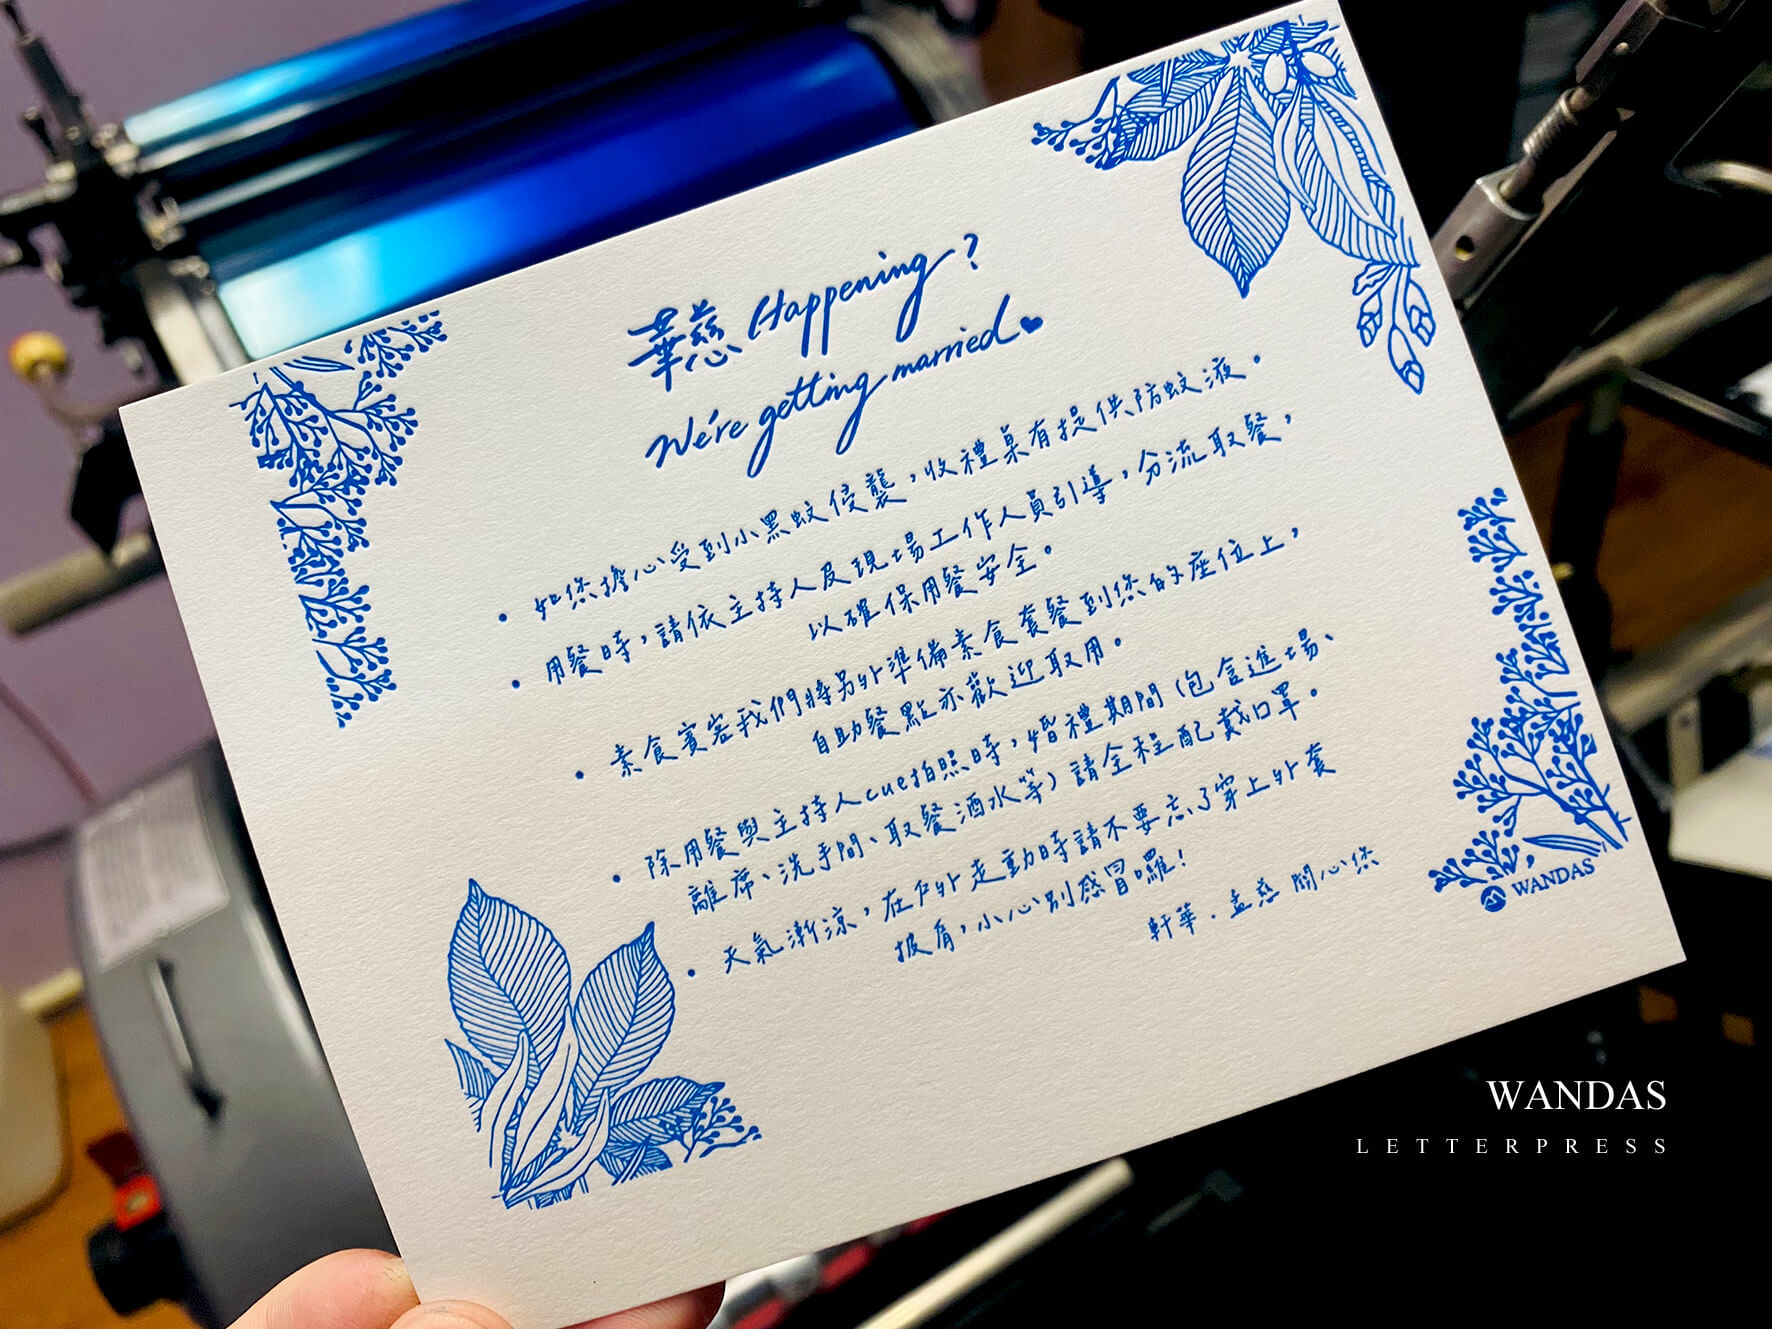 華慈 Happening?
We're getting married♥
• 如您擔心受到小黑蚊侵襲，收禮桌有提供防蚊液。
• 用餐時，請依主持人及現場工作人員引導，分流取餐，
以確保用餐安全。
• 素食賓客我們將另外準備素食套餐到您的座位上，
自助餐點亦歡迎取用。
• 除用餐與主持人cue拍照時，婚禮期間（包含進場、
離席、洗手間、取餐酒水等）請全程配戴口罩。
• 天氣漸涼，在戶外走動時請不要忘了穿上外套
披肩，小心別感冒囉！
軒華．孟慈 關心您
WANDAS
WANDAS
LETTERPRESS